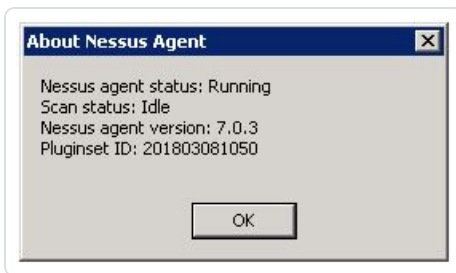 About Nessus Agent
Nessus agent status: Running
Scan status: Idle
Nessus agent version: 7.0.3
Pluginset ID: 201803081050
OK